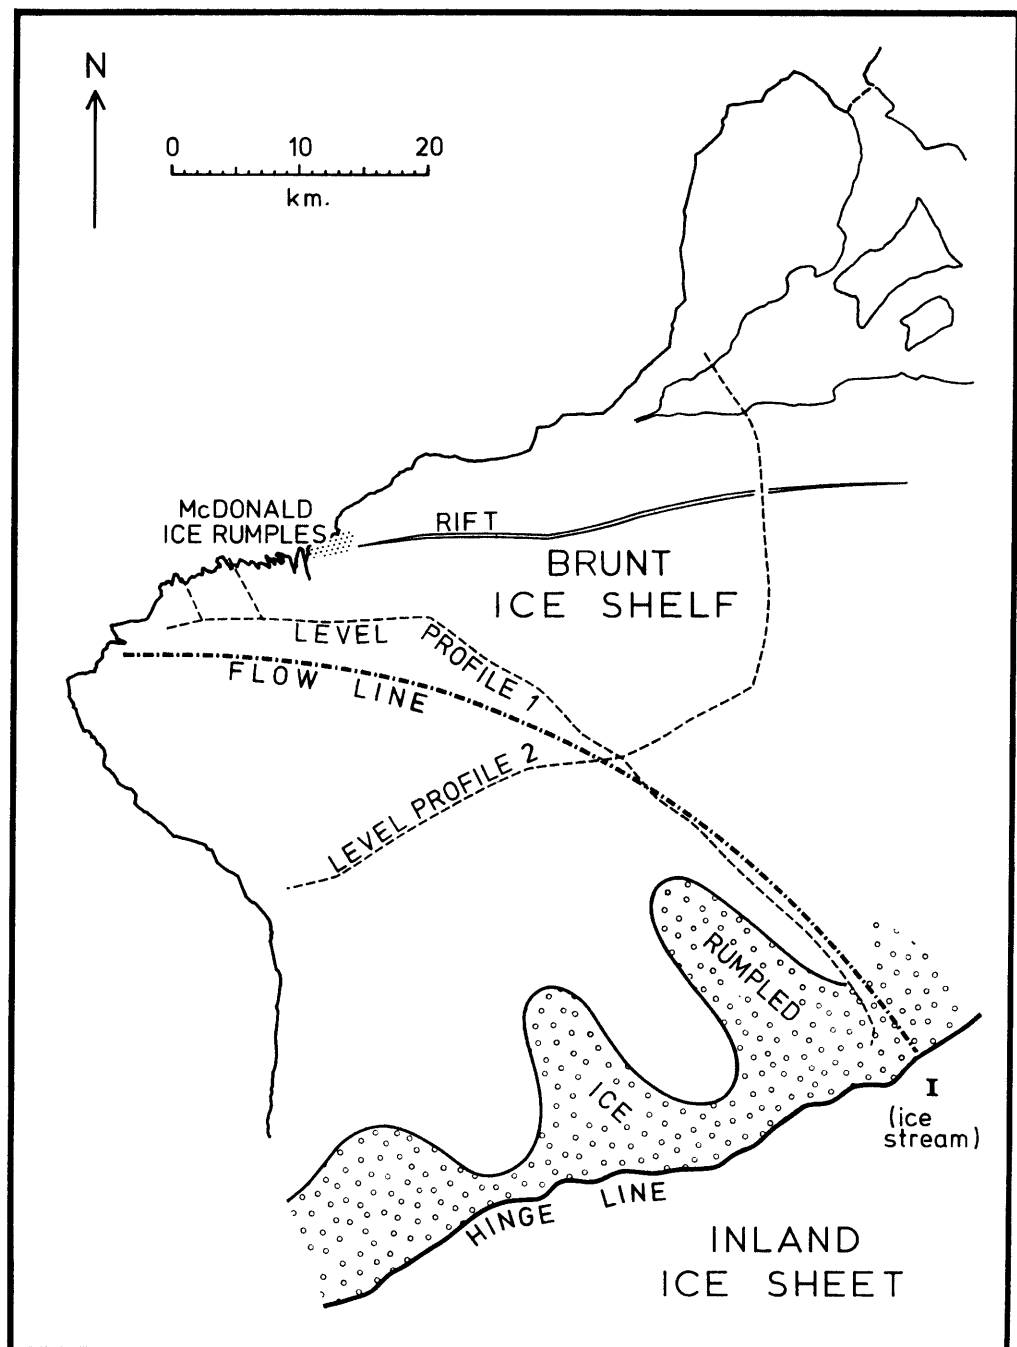 N
0 10 20
km.
McDONALD
ICE RUMPLES
RIFT
BRUNT
ICE SHELF
LEVEL PROFILE 1
FLOW LINE
LEVEL PROFILE 2
RUMPLED
ICE
I
(ice
stream)
HINGE LINE
INLAND
ICE SHEET